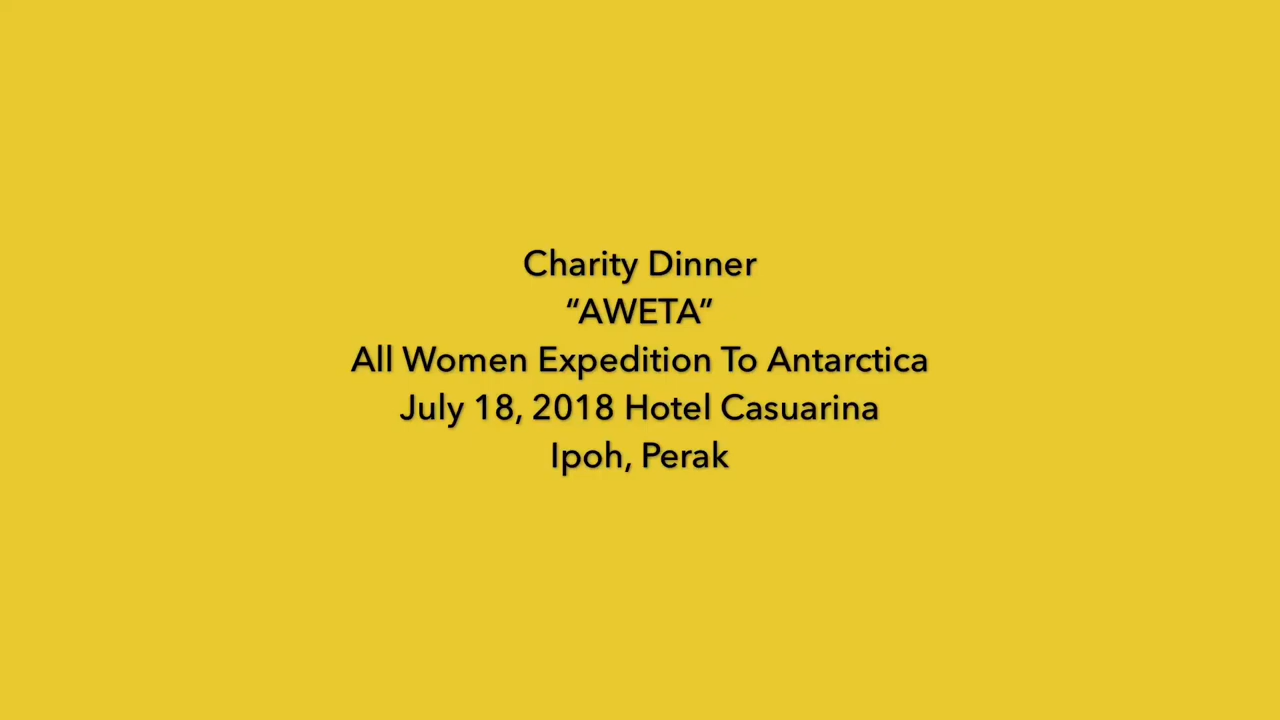 Charity Dinner
“AWETA”
All Women Expedition To Antarctica
July 18, 2018 Hotel Casuarina
Ipoh, Perak